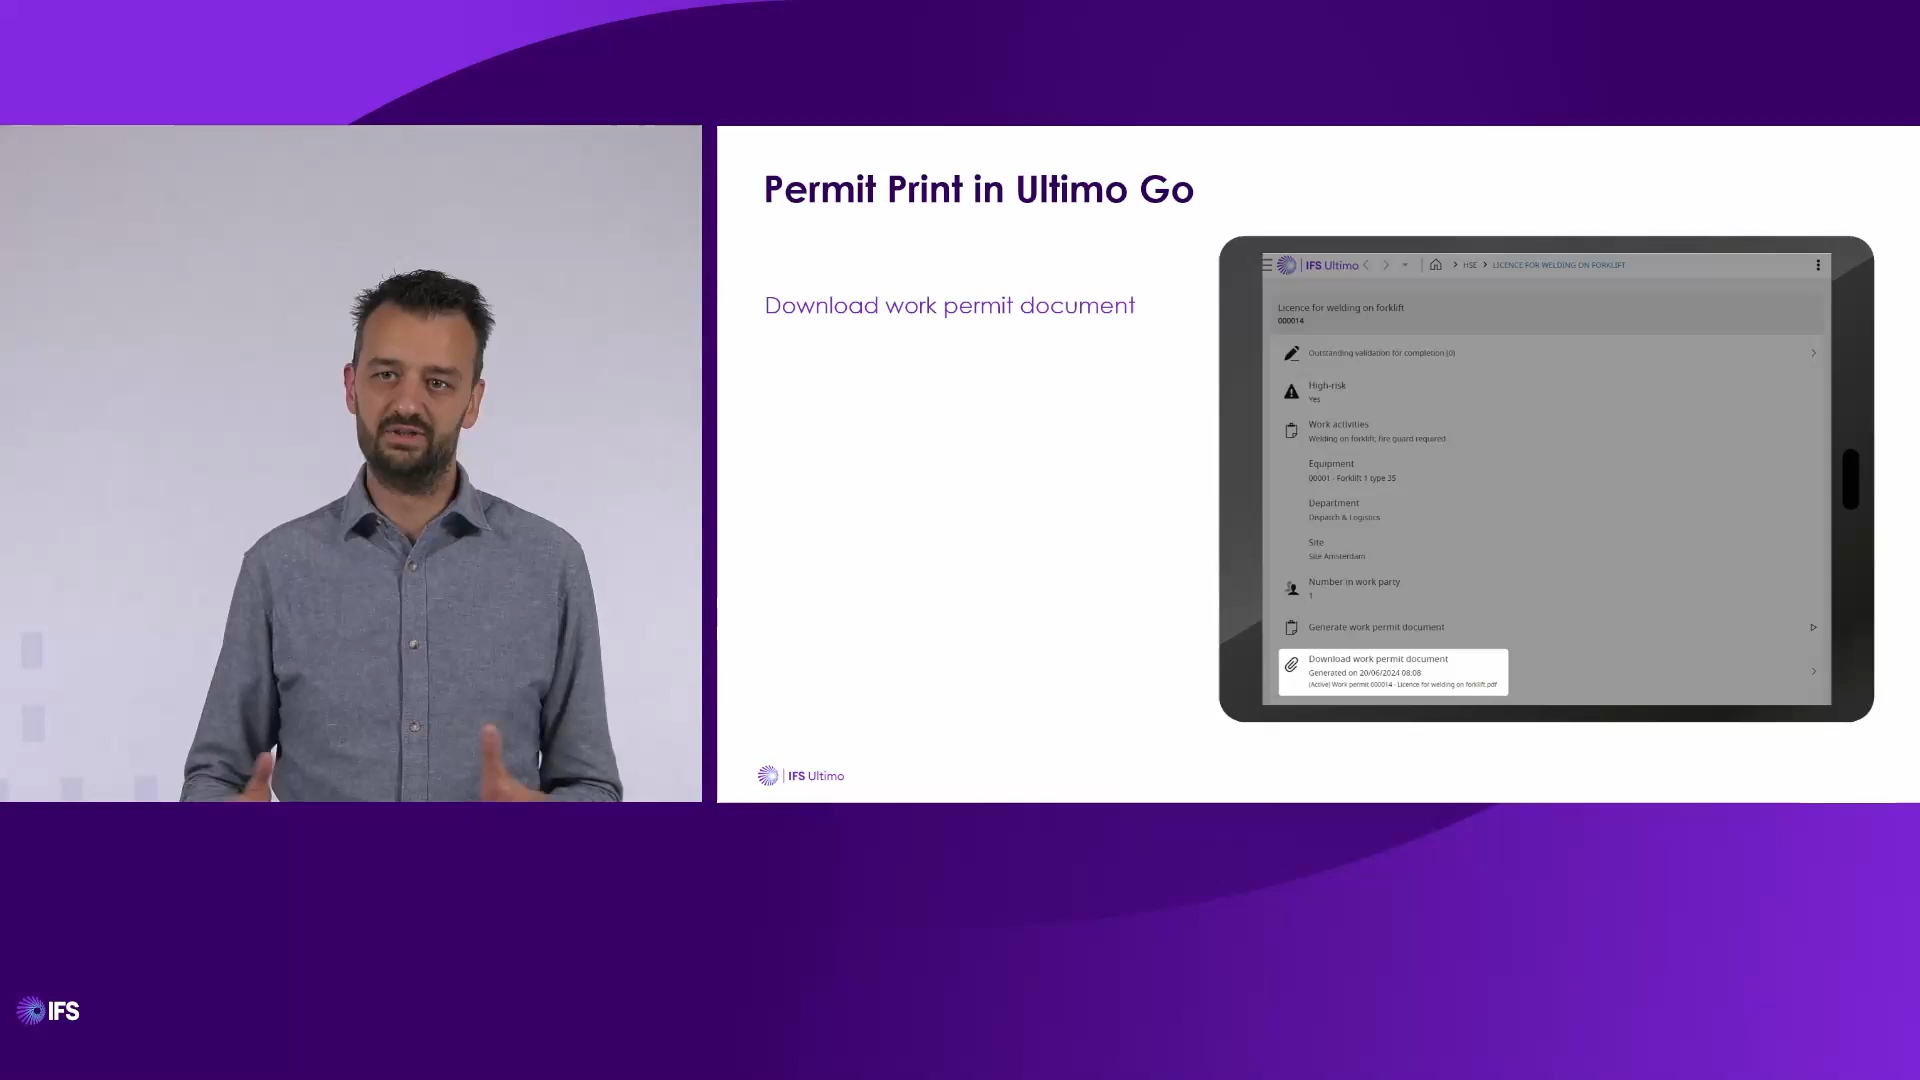 Permit Print in Ultimo Go
Download work permit document
IFS Ultimo
HSE
LICENCE FOR WELDING ON FORKLIFT
Licence for welding on forklift
000014
Outstanding validation for completion (0)
High-risk
Yes
Work activities
Welding on forklift, fire guard required
Equipment
00001 - Forklift 1 type 35
Department
Dispatch & Logistics
Site
Site Amsterdam
Number in work party
1
Generate work permit document
Download work permit document
Generated on 20/06/2024 08:08
(Active) Work permit 000014 - Licence for welding on forklift.pdf
IFS Ultimo
IFS